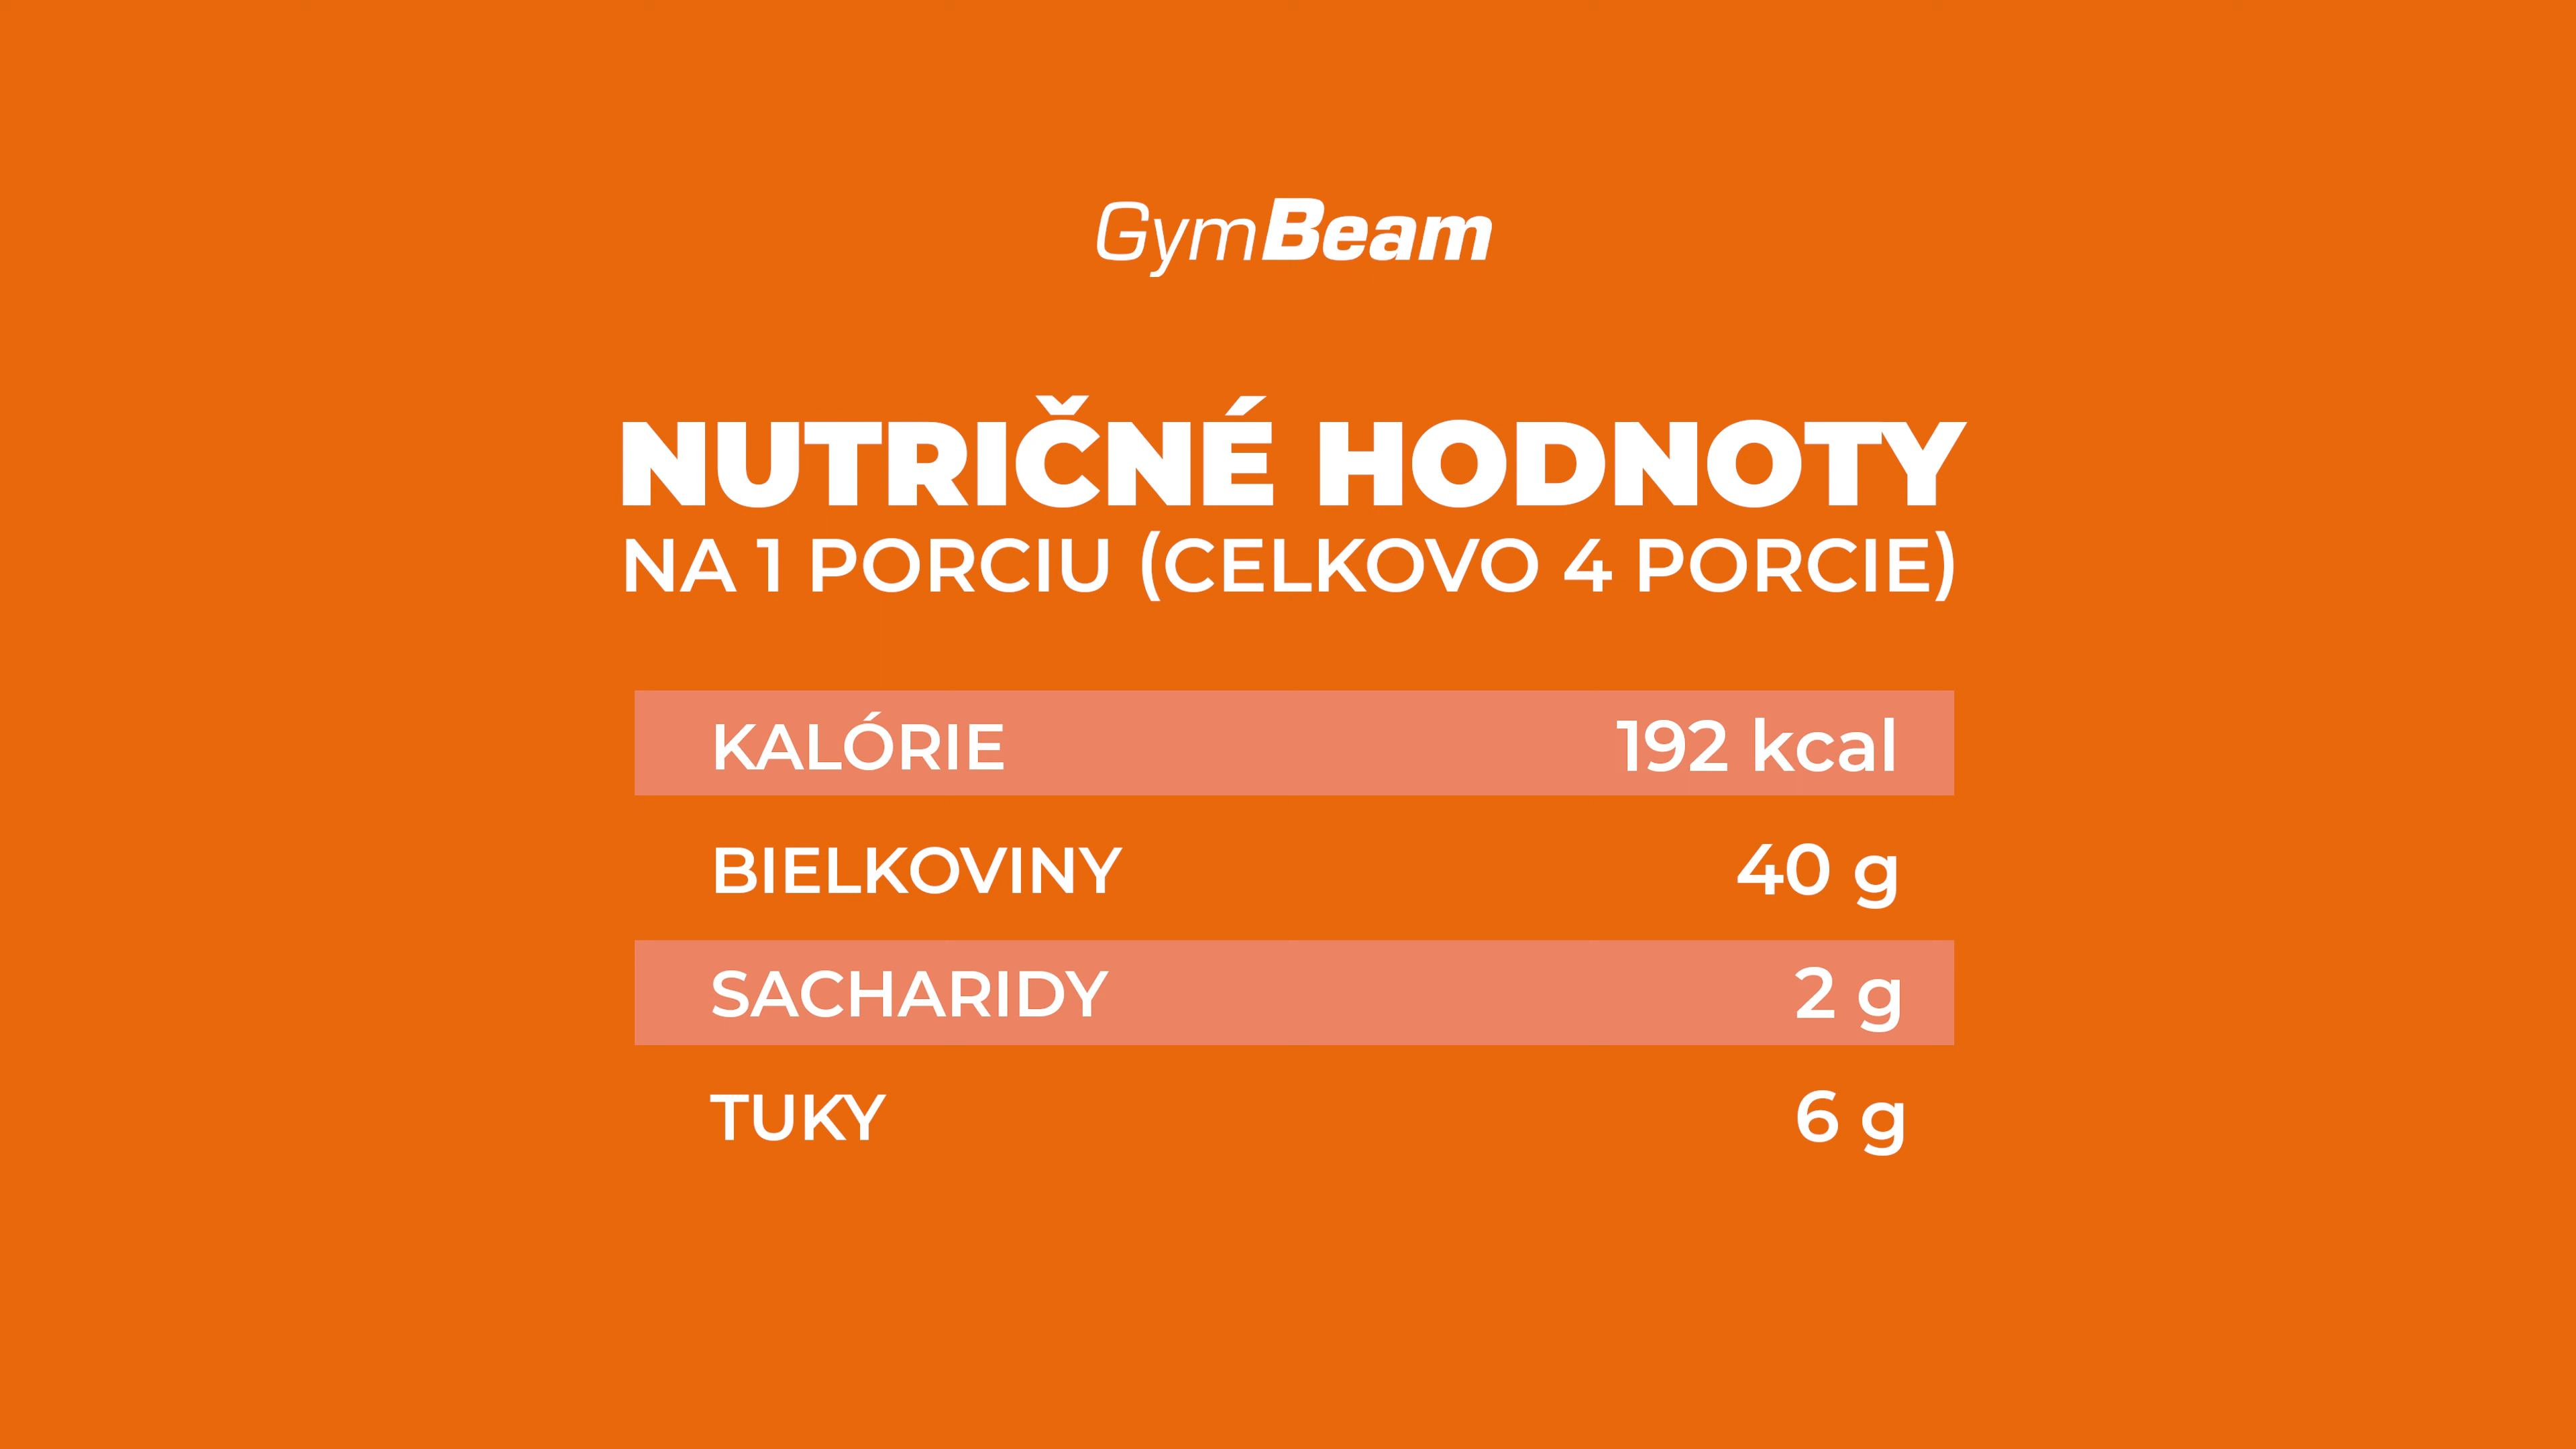 GymBeam
NUTRIČNÉ HODNOTY
NA 1 PORCIU (CELKOVO 4 PORCIE)
KALÓRIE 192 kcal
BIELKOVINY 40 g
SACHARIDY 2 g
TUKY 6 g